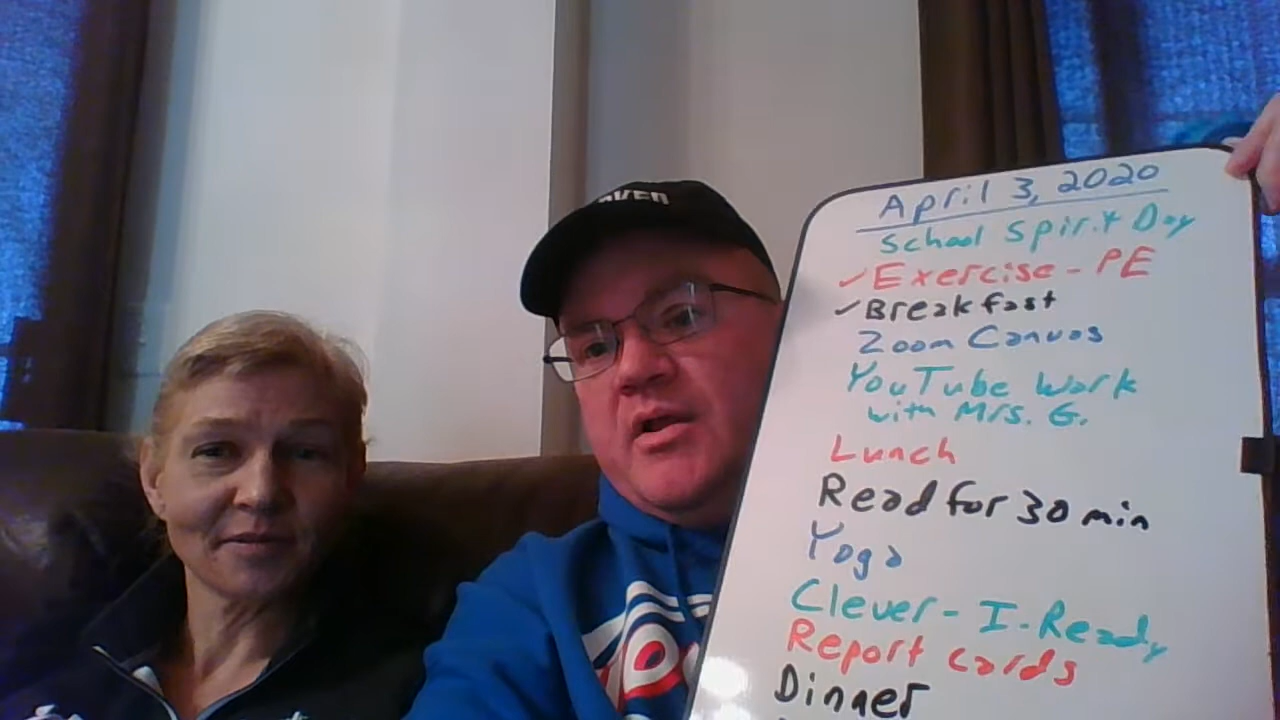 April 3, 2020
School Spirit Day
✓ Exercise - PE
✓ Breakfast
Zoom Canvas
YouTube Work
with Mrs. G.
Lunch
Read for 30 min
Yoga
Clever - I-Ready
Report Cards
Dinner